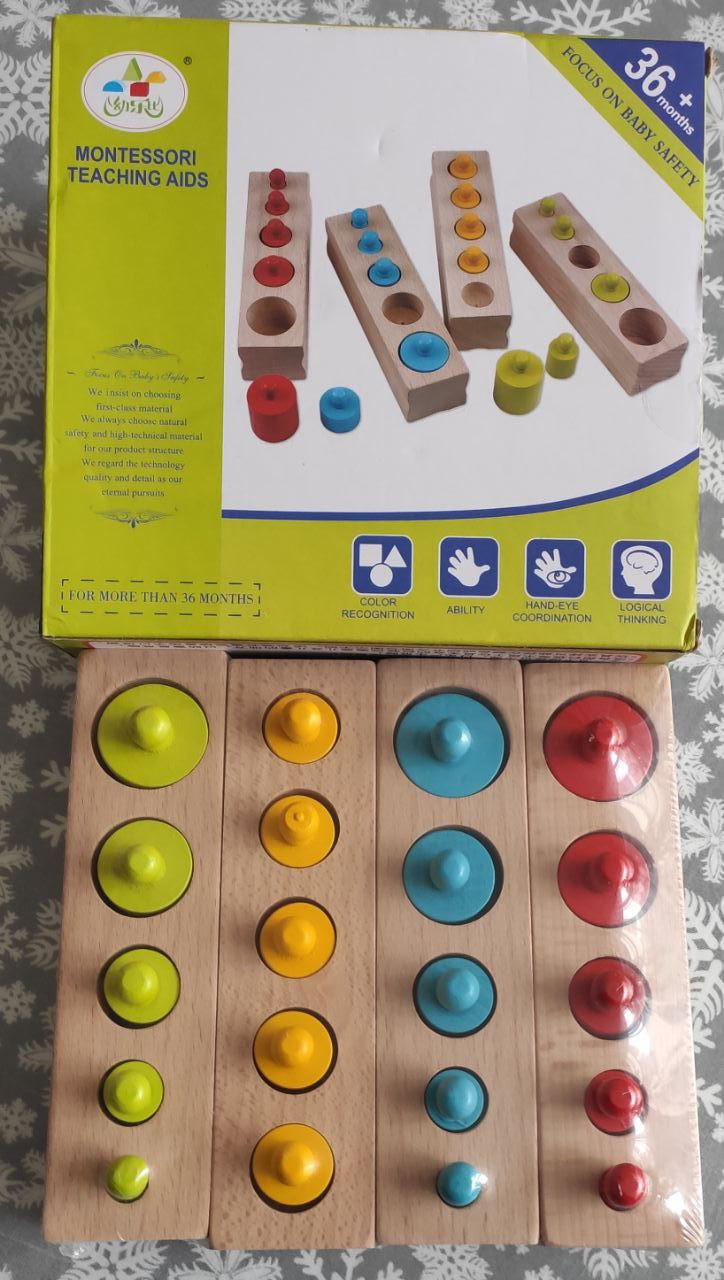 ®
MONTESSORI
TEACHING AIDS
36+
months
FOCUS ON BABY SAFETY
Focus On Baby's Safety
We insist on choosing
first-class material
We always choose natural
safety and high-technical material
for our product structure
We regard the technology
quality and detail as our
eternal pursuits
FOR MORE THAN 36 MONTHS
COLOR
RECOGNITION
ABILITY
HAND-EYE
COORDINATION
LOGICAL
THINKING